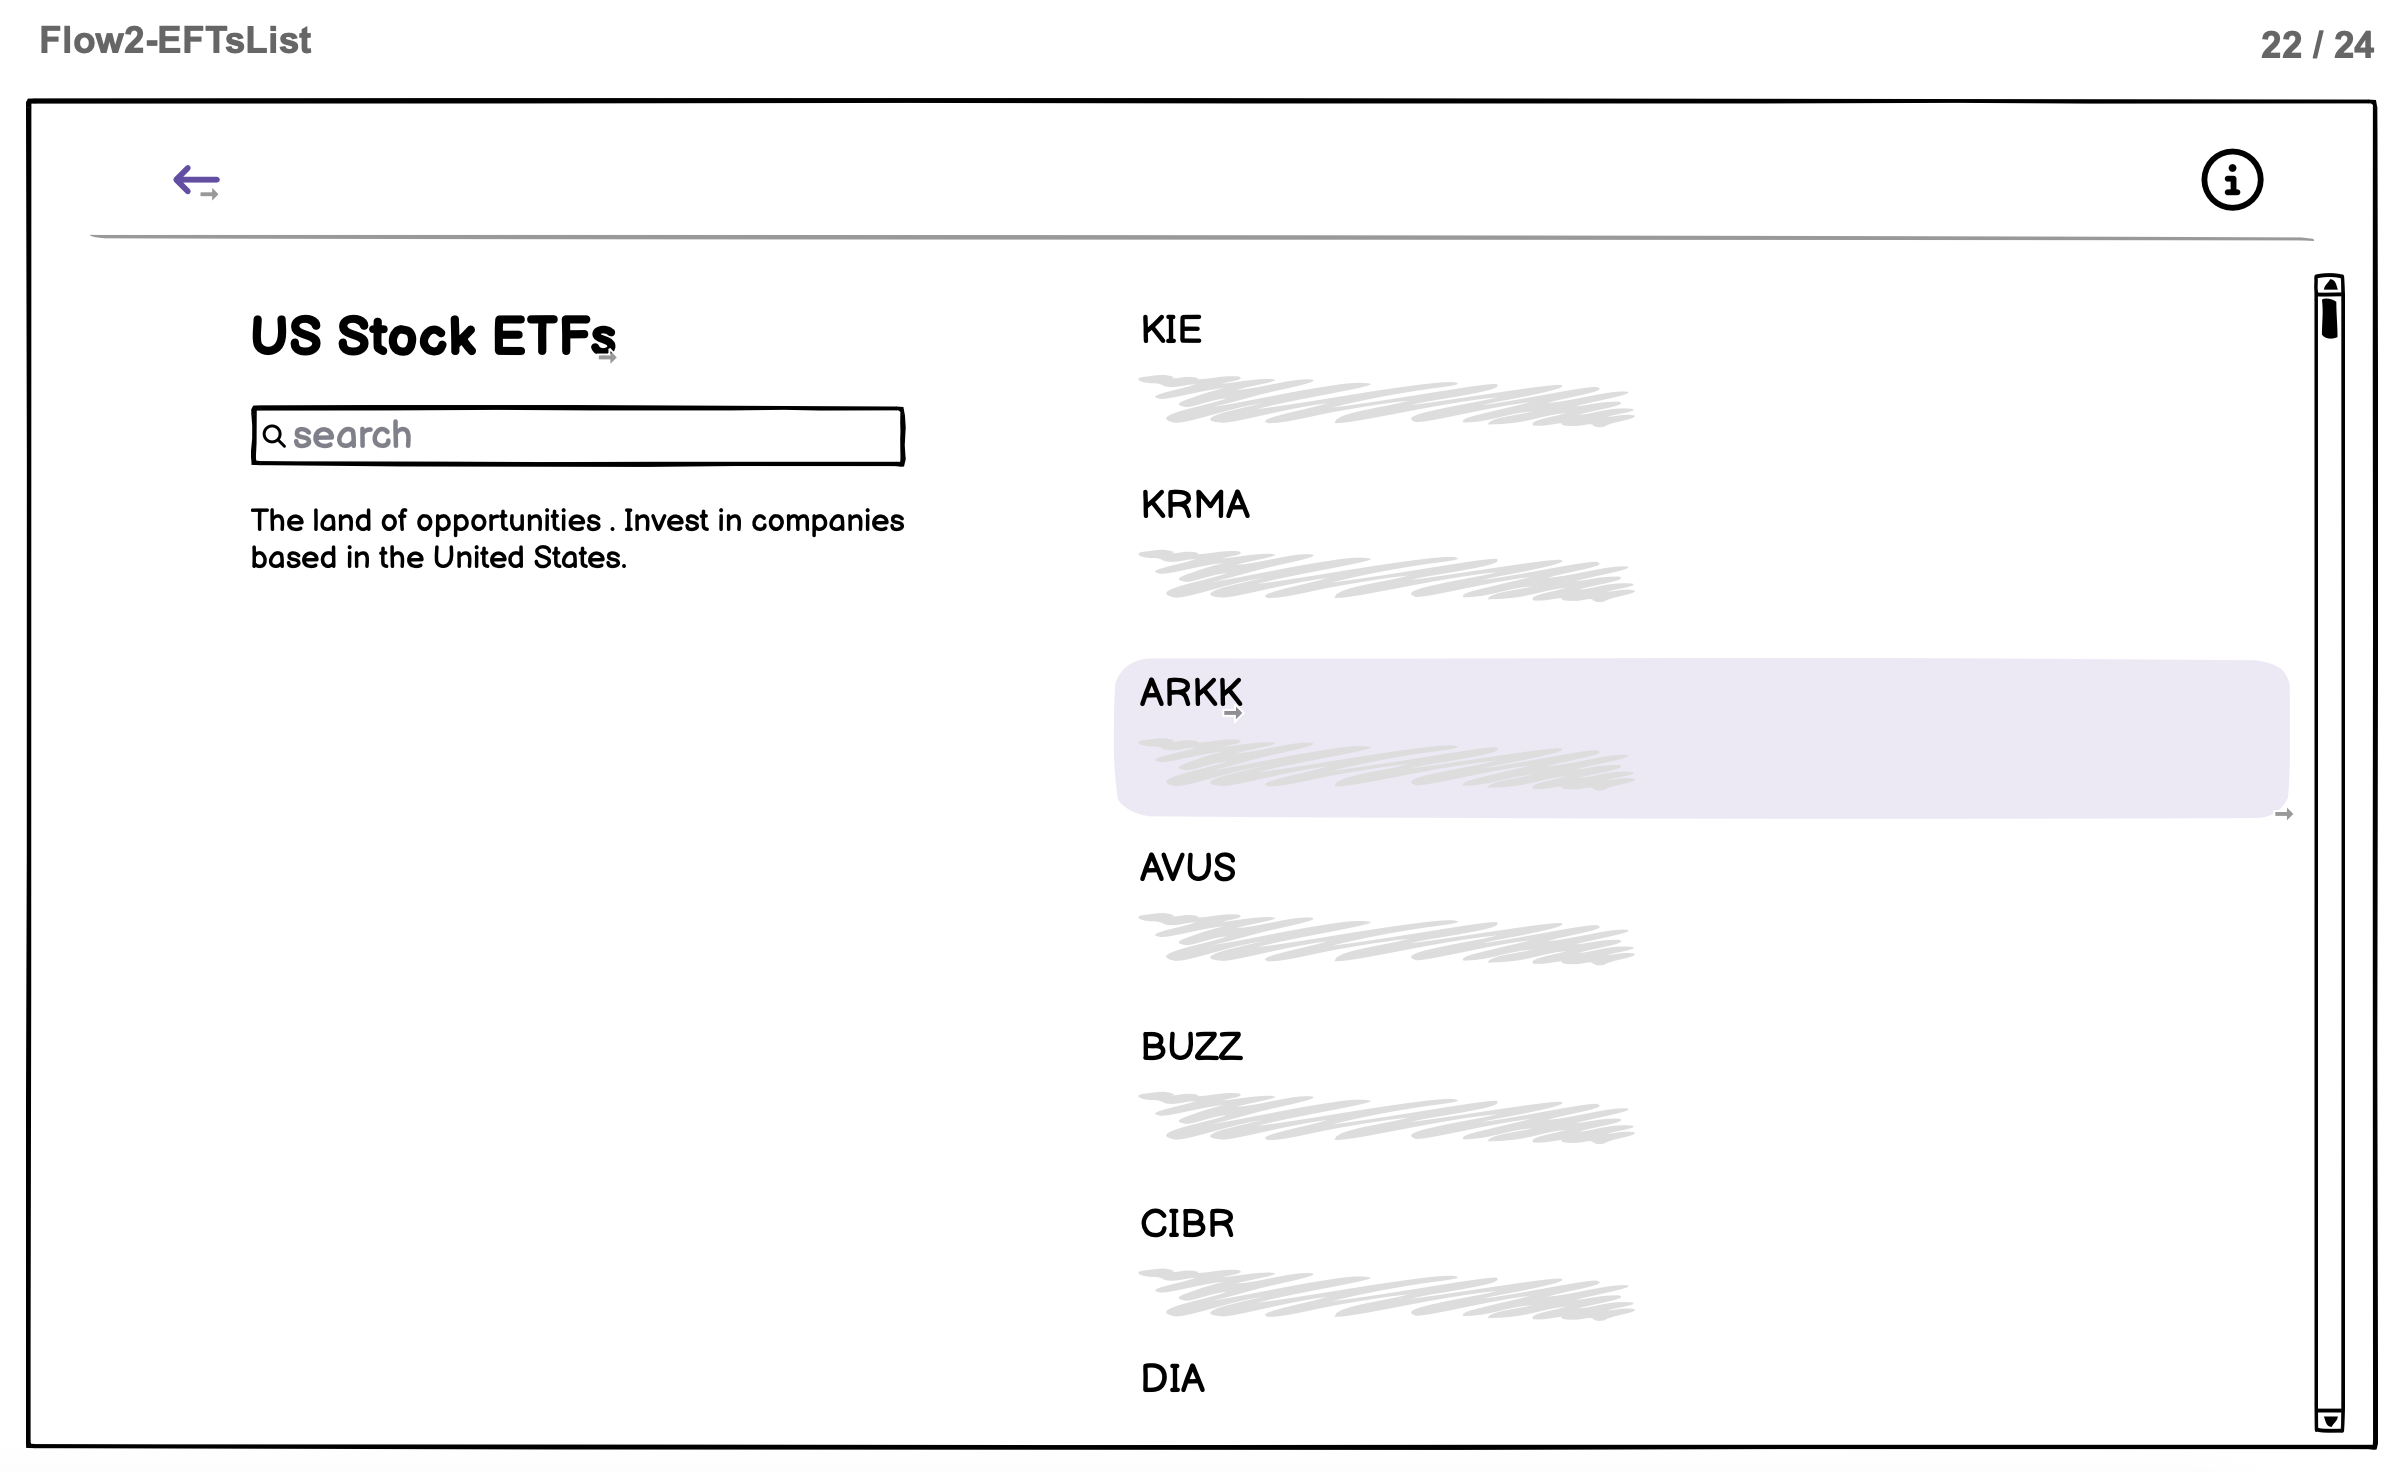 Flow2-EFTsList
22 / 24
US Stock ETFs
search
The land of opportunities . Invest in companies
based in the United States.
KIE
KRMA
ARKK
AVUS
BUZZ
CIBR
DIA